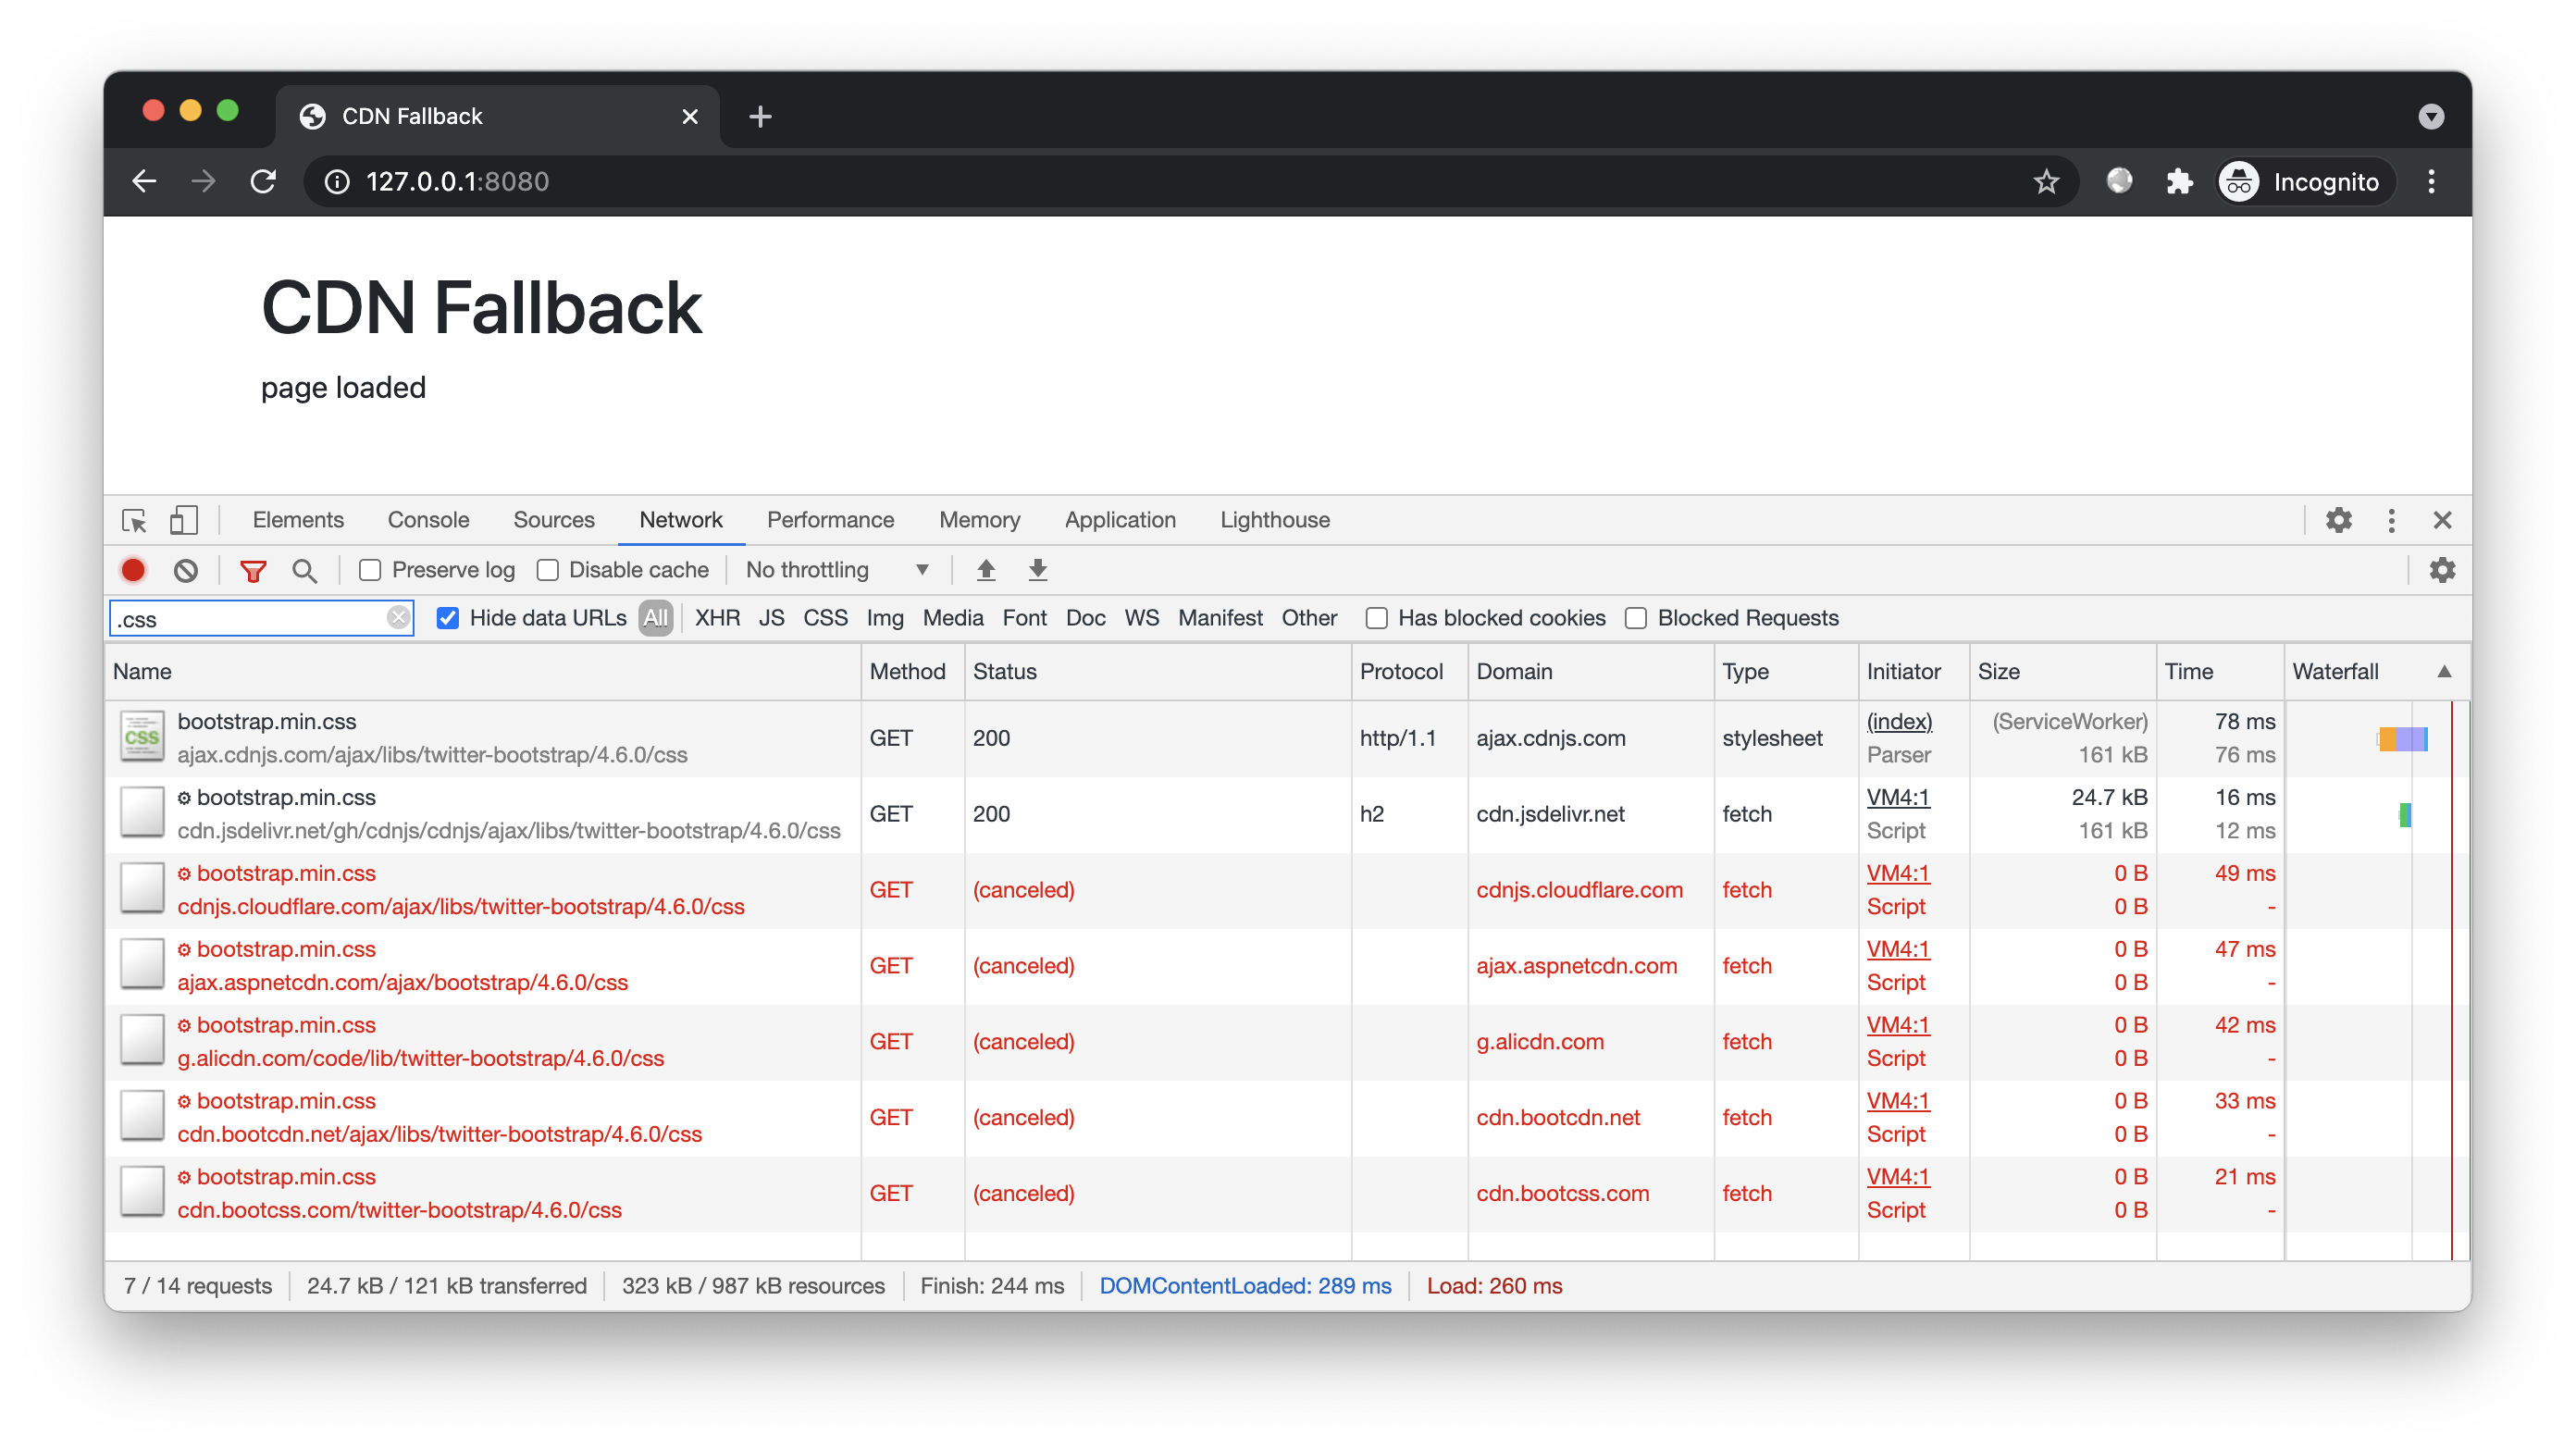 CDN Fallback
127.0.0.1:8080
Incognito
CDN Fallback
page loaded
Elements Console Sources Network Performance Memory Application Lighthouse
Preserve log Disable cache No throttling
.css Hide data URLs All XHR JS CSS Img Media Font Doc WS Manifest Other Has blocked cookies Blocked Requests
Name Method Status Protocol Domain Type Initiator Size Time Waterfall
CSS
bootstrap.min.css GET 200 http/1.1 ajax.cdnjs.com stylesheet (index) (ServiceWorker) 78 ms
ajax.cdnjs.com/ajax/libs/twitter-bootstrap/4.6.0/css Parser 161 kB 76 ms
bootstrap.min.css GET 200 h2 cdn.jsdelivr.net fetch VM4:1 24.7 kB 16 ms
cdn.jsdelivr.net/gh/cdnjs/cdnjs/ajax/libs/twitter-bootstrap/4.6.0/css Script 161 kB 12 ms
bootstrap.min.css GET (canceled) cdnjs.cloudflare.com fetch VM4:1 0 B 49 ms
cdnjs.cloudflare.com/ajax/libs/twitter-bootstrap/4.6.0/css Script 0 B -
bootstrap.min.css GET (canceled) ajax.aspnetcdn.com fetch VM4:1 0 B 47 ms
ajax.aspnetcdn.com/ajax/bootstrap/4.6.0/css Script 0 B -
bootstrap.min.css GET (canceled) g.alicdn.com fetch VM4:1 0 B 42 ms
g.alicdn.com/code/lib/twitter-bootstrap/4.6.0/css Script 0 B -
bootstrap.min.css GET (canceled) cdn.bootcdn.net fetch VM4:1 0 B 33 ms
cdn.bootcdn.net/ajax/libs/twitter-bootstrap/4.6.0/css Script 0 B -
bootstrap.min.css GET (canceled) cdn.bootcss.com fetch VM4:1 0 B 21 ms
cdn.bootcss.com/twitter-bootstrap/4.6.0/css Script 0 B -
7 / 14 requests 24.7 kB / 121 kB transferred 323 kB / 987 kB resources Finish: 244 ms DOMContentLoaded: 289 ms Load: 260 ms